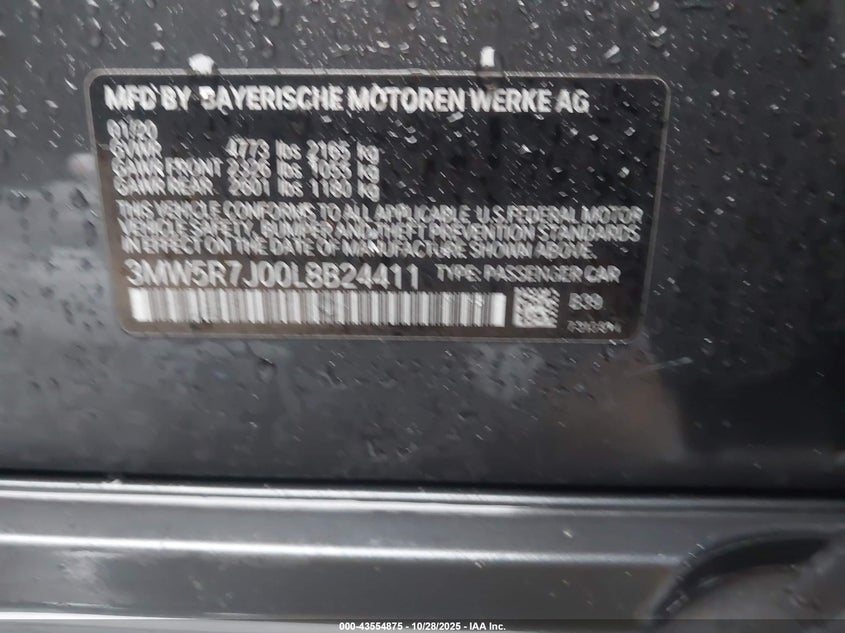 MFD BY BAYERISCHE MOTOREN WERKE AG
01/20
GVWR 4773 lbs 2165 kg
GAWR FRONT 2326 lbs 1055 kg
GAWR REAR 2601 lbs 1180 kg
THIS VEHICLE CONFORMS TO ALL APPLICABLE U.S. FEDERAL MOTOR
VEHICLE SAFETY, BUMPER, AND THEFT PREVENTION STANDARDS
IN EFFECT ON THE DATE OF MANUFACTURE SHOWN ABOVE.
3MW5R7J00L8B24411 TYPE: PASSENGER CAR
B39
000-43554875 - 10/28/2025 - IAA Inc.